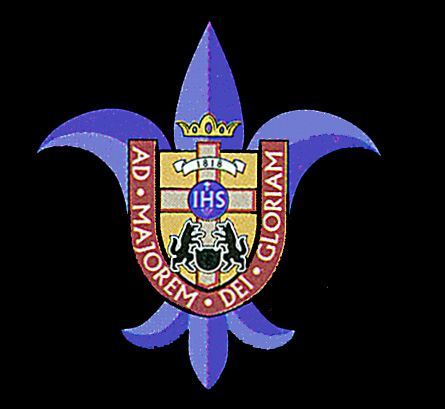 1818
IHS
AD • MAJOREM • DEI • GLORIAM